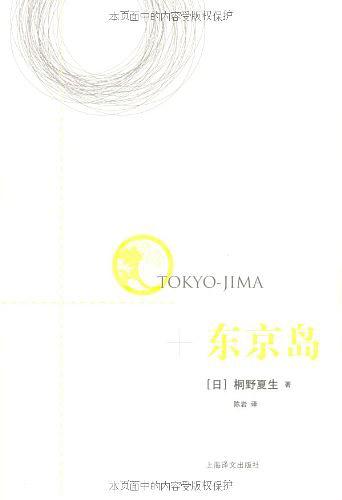 本页面中的内容受版权保护
TOKYO-JIMA
东京岛
[日] 桐野夏生 著
陈岩 译
上海译文出版社
本页面中的内容受版权保护